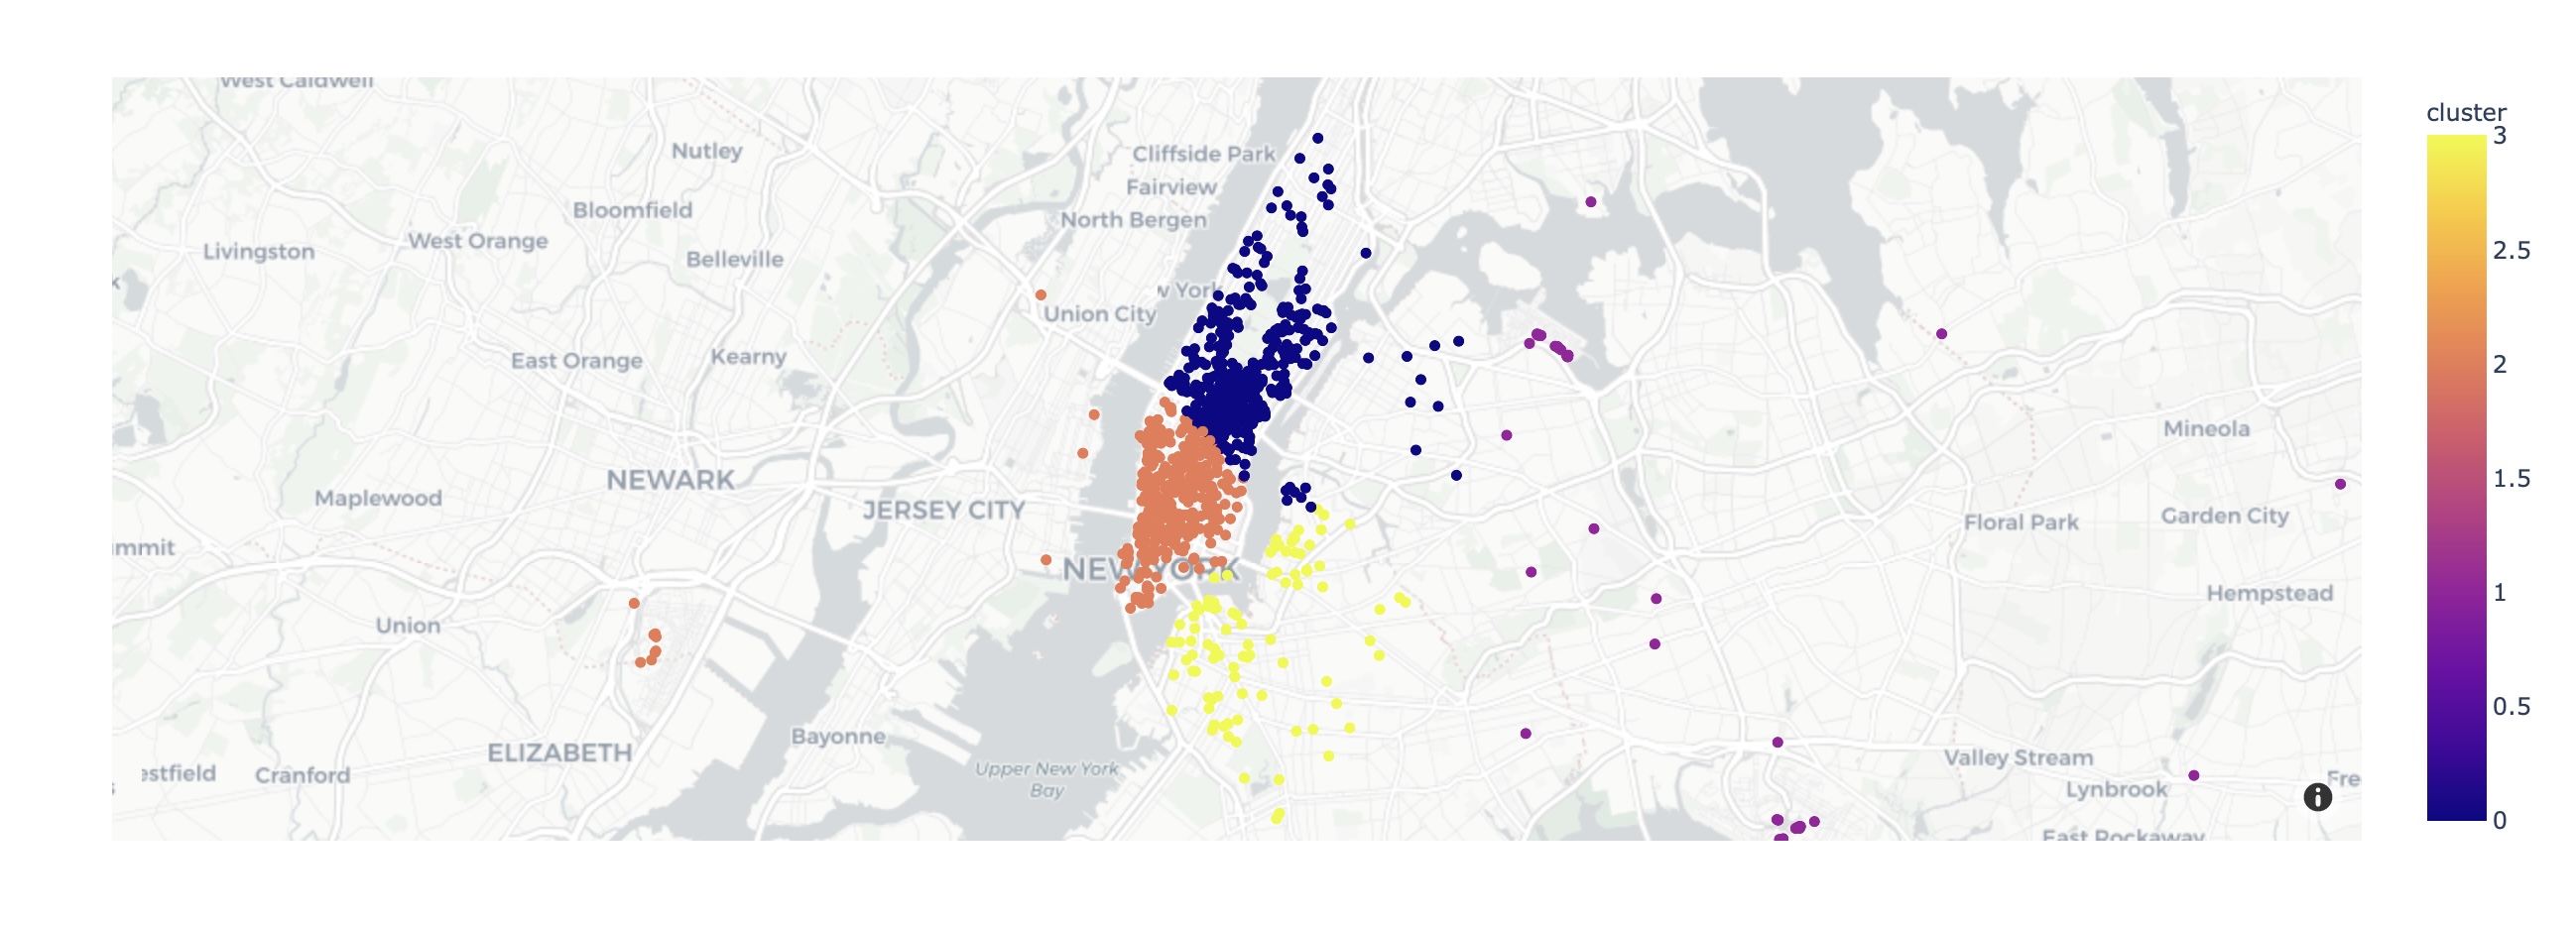 West Caldwell
cluster
3
Nutley
Cliffside Park
Fairview
Bloomfield
North Bergen
West Orange
Livingston
Belleville
2.5
w York
Union City
East Orange
Kearny
2
Mineola
NEWARK
1.5
Maplewood
JERSEY CITY
Floral Park
Garden City
mmit
NEW YORK
1
Hempstead
Union
0.5
Bayonne
ELIZABETH
Valley Stream
Upper New York
Bay
estfield
Cranford
Lynbrook
Fre
i
0
East Rockaway